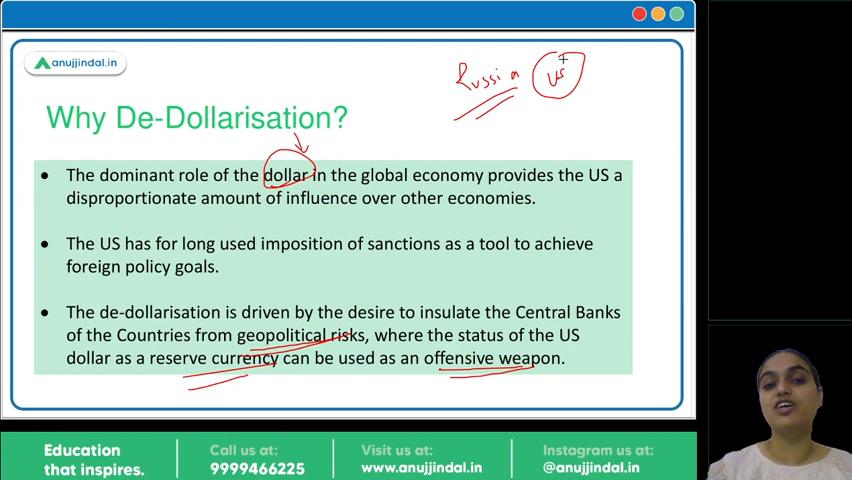 anujjindal.in
Russia US
Why De-Dollarisation?
• The dominant role of the dollar in the global economy provides the US a
disproportionate amount of influence over other economies.
• The US has for long used imposition of sanctions as a tool to achieve
foreign policy goals.
• The de-dollarisation is driven by the desire to insulate the Central Banks
of the Countries from geopolitical risks, where the status of the US
dollar as a reserve currency can be used as an offensive weapon.
Education
that inspires.
Call us at:
9999466225
Visit us at:
www.anujjindal.in
Instagram us at:
@anujjindal.in